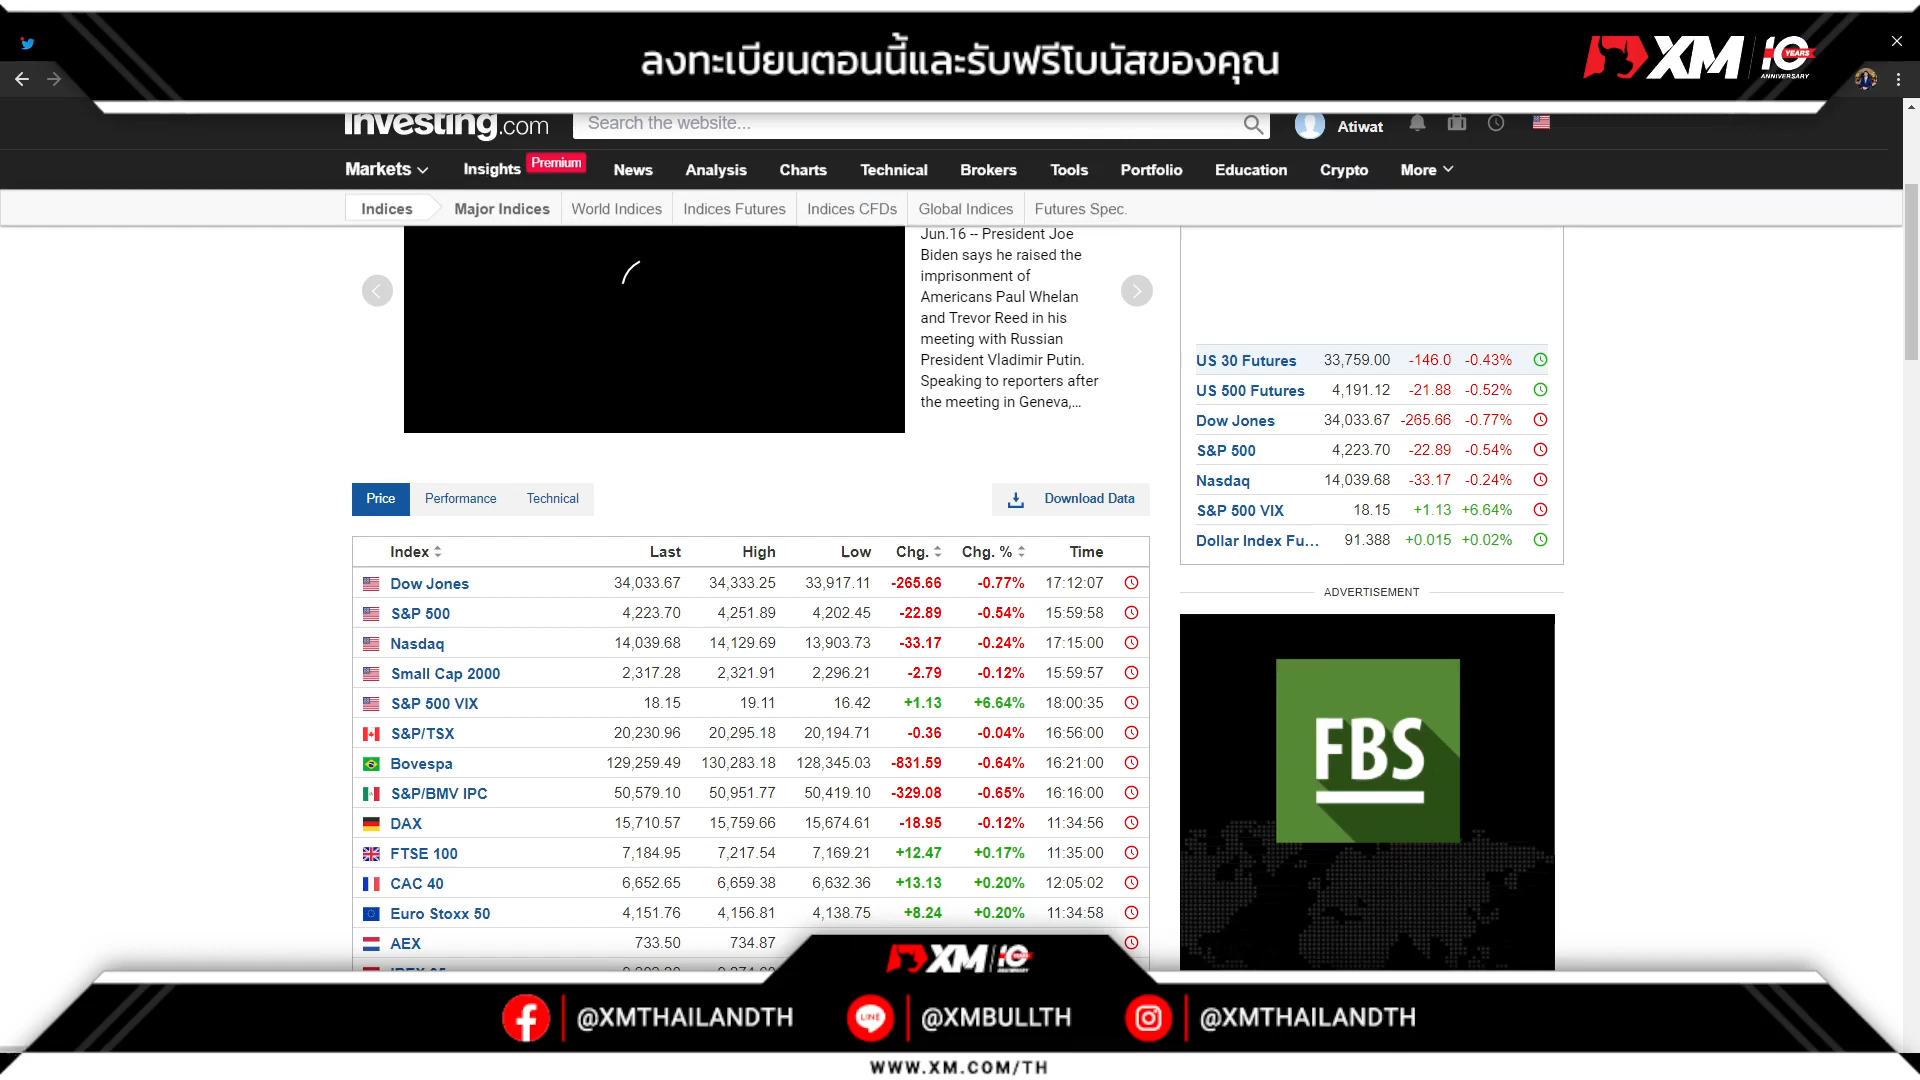 ลงทะเบียนตอนนี้และรับฟรีโบนัสของคุณ
XM 10 YEARS ANNIVERSARY
Investing.com
Search the website...
Atiwat
Markets
Insights
Premium
News
Analysis
Charts
Technical
Brokers
Tools
Portfolio
Education
Crypto
More
Indices
Major Indices
World Indices
Indices Futures
Indices CFDs
Global Indices
Futures Spec.
Jun.16 -- President Joe
Biden says he raised the
imprisonment of
Americans Paul Whelan
and Trevor Reed in his
meeting with Russian
President Vladimir Putin.
Speaking to reporters after
the meeting in Geneva,...
US 30 Futures 33,759.00 -146.0 -0.43%
US 500 Futures 4,191.12 -21.88 -0.52%
Dow Jones 34,033.67 -265.66 -0.77%
S&P 500 4,223.70 -22.89 -0.54%
Nasdaq 14,039.68 -33.17 -0.24%
S&P 500 VIX 18.15 +1.13 +6.64%
Dollar Index Fu... 91.388 +0.015 +0.02%
Price
Performance
Technical
Download Data
Index Last High Low Chg. Chg. % Time
Dow Jones 34,033.67 34,333.25 33,917.11 -265.66 -0.77% 17:12:07
S&P 500 4,223.70 4,251.89 4,202.45 -22.89 -0.54% 15:59:58
Nasdaq 14,039.68 14,129.69 13,903.73 -33.17 -0.24% 17:15:00
Small Cap 2000 2,317.28 2,321.91 2,296.21 -2.79 -0.12% 15:59:57
S&P 500 VIX 18.15 19.11 16.42 +1.13 +6.64% 18:00:35
S&P/TSX 20,230.96 20,295.18 20,194.71 -0.36 -0.04% 16:56:00
Bovespa 129,259.49 130,283.18 128,345.03 -831.59 -0.64% 16:21:00
S&P/BMV IPC 50,579.10 50,951.77 50,419.10 -329.08 -0.65% 16:16:00
DAX 15,710.57 15,759.66 15,674.61 -18.95 -0.12% 11:34:56
FTSE 100 7,184.95 7,217.54 7,169.21 +12.47 +0.17% 11:35:00
CAC 40 6,652.65 6,659.38 6,632.36 +13.13 +0.20% 12:05:02
Euro Stoxx 50 4,151.76 4,156.81 4,138.75 +8.24 +0.20% 11:34:58
AEX 733.50 734.87
ADVERTISEMENT
FBS
XM 10 ANNIVERSARY
@XMTHAILANDTH
LINE
@XMBULLTH
@XMTHAILANDTH
WWW.XM.COM/TH